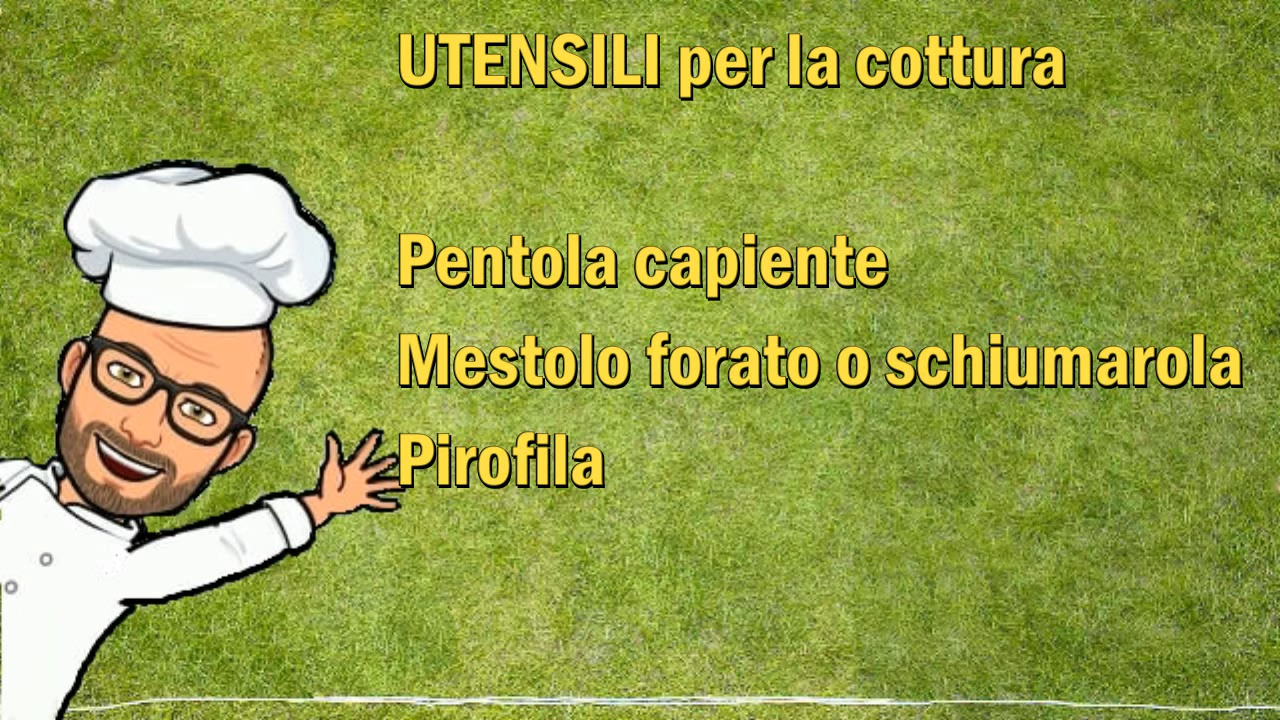 UTENSILI per la cottura
Pentola capiente
Mestolo forato o schiumarola
Pirofila